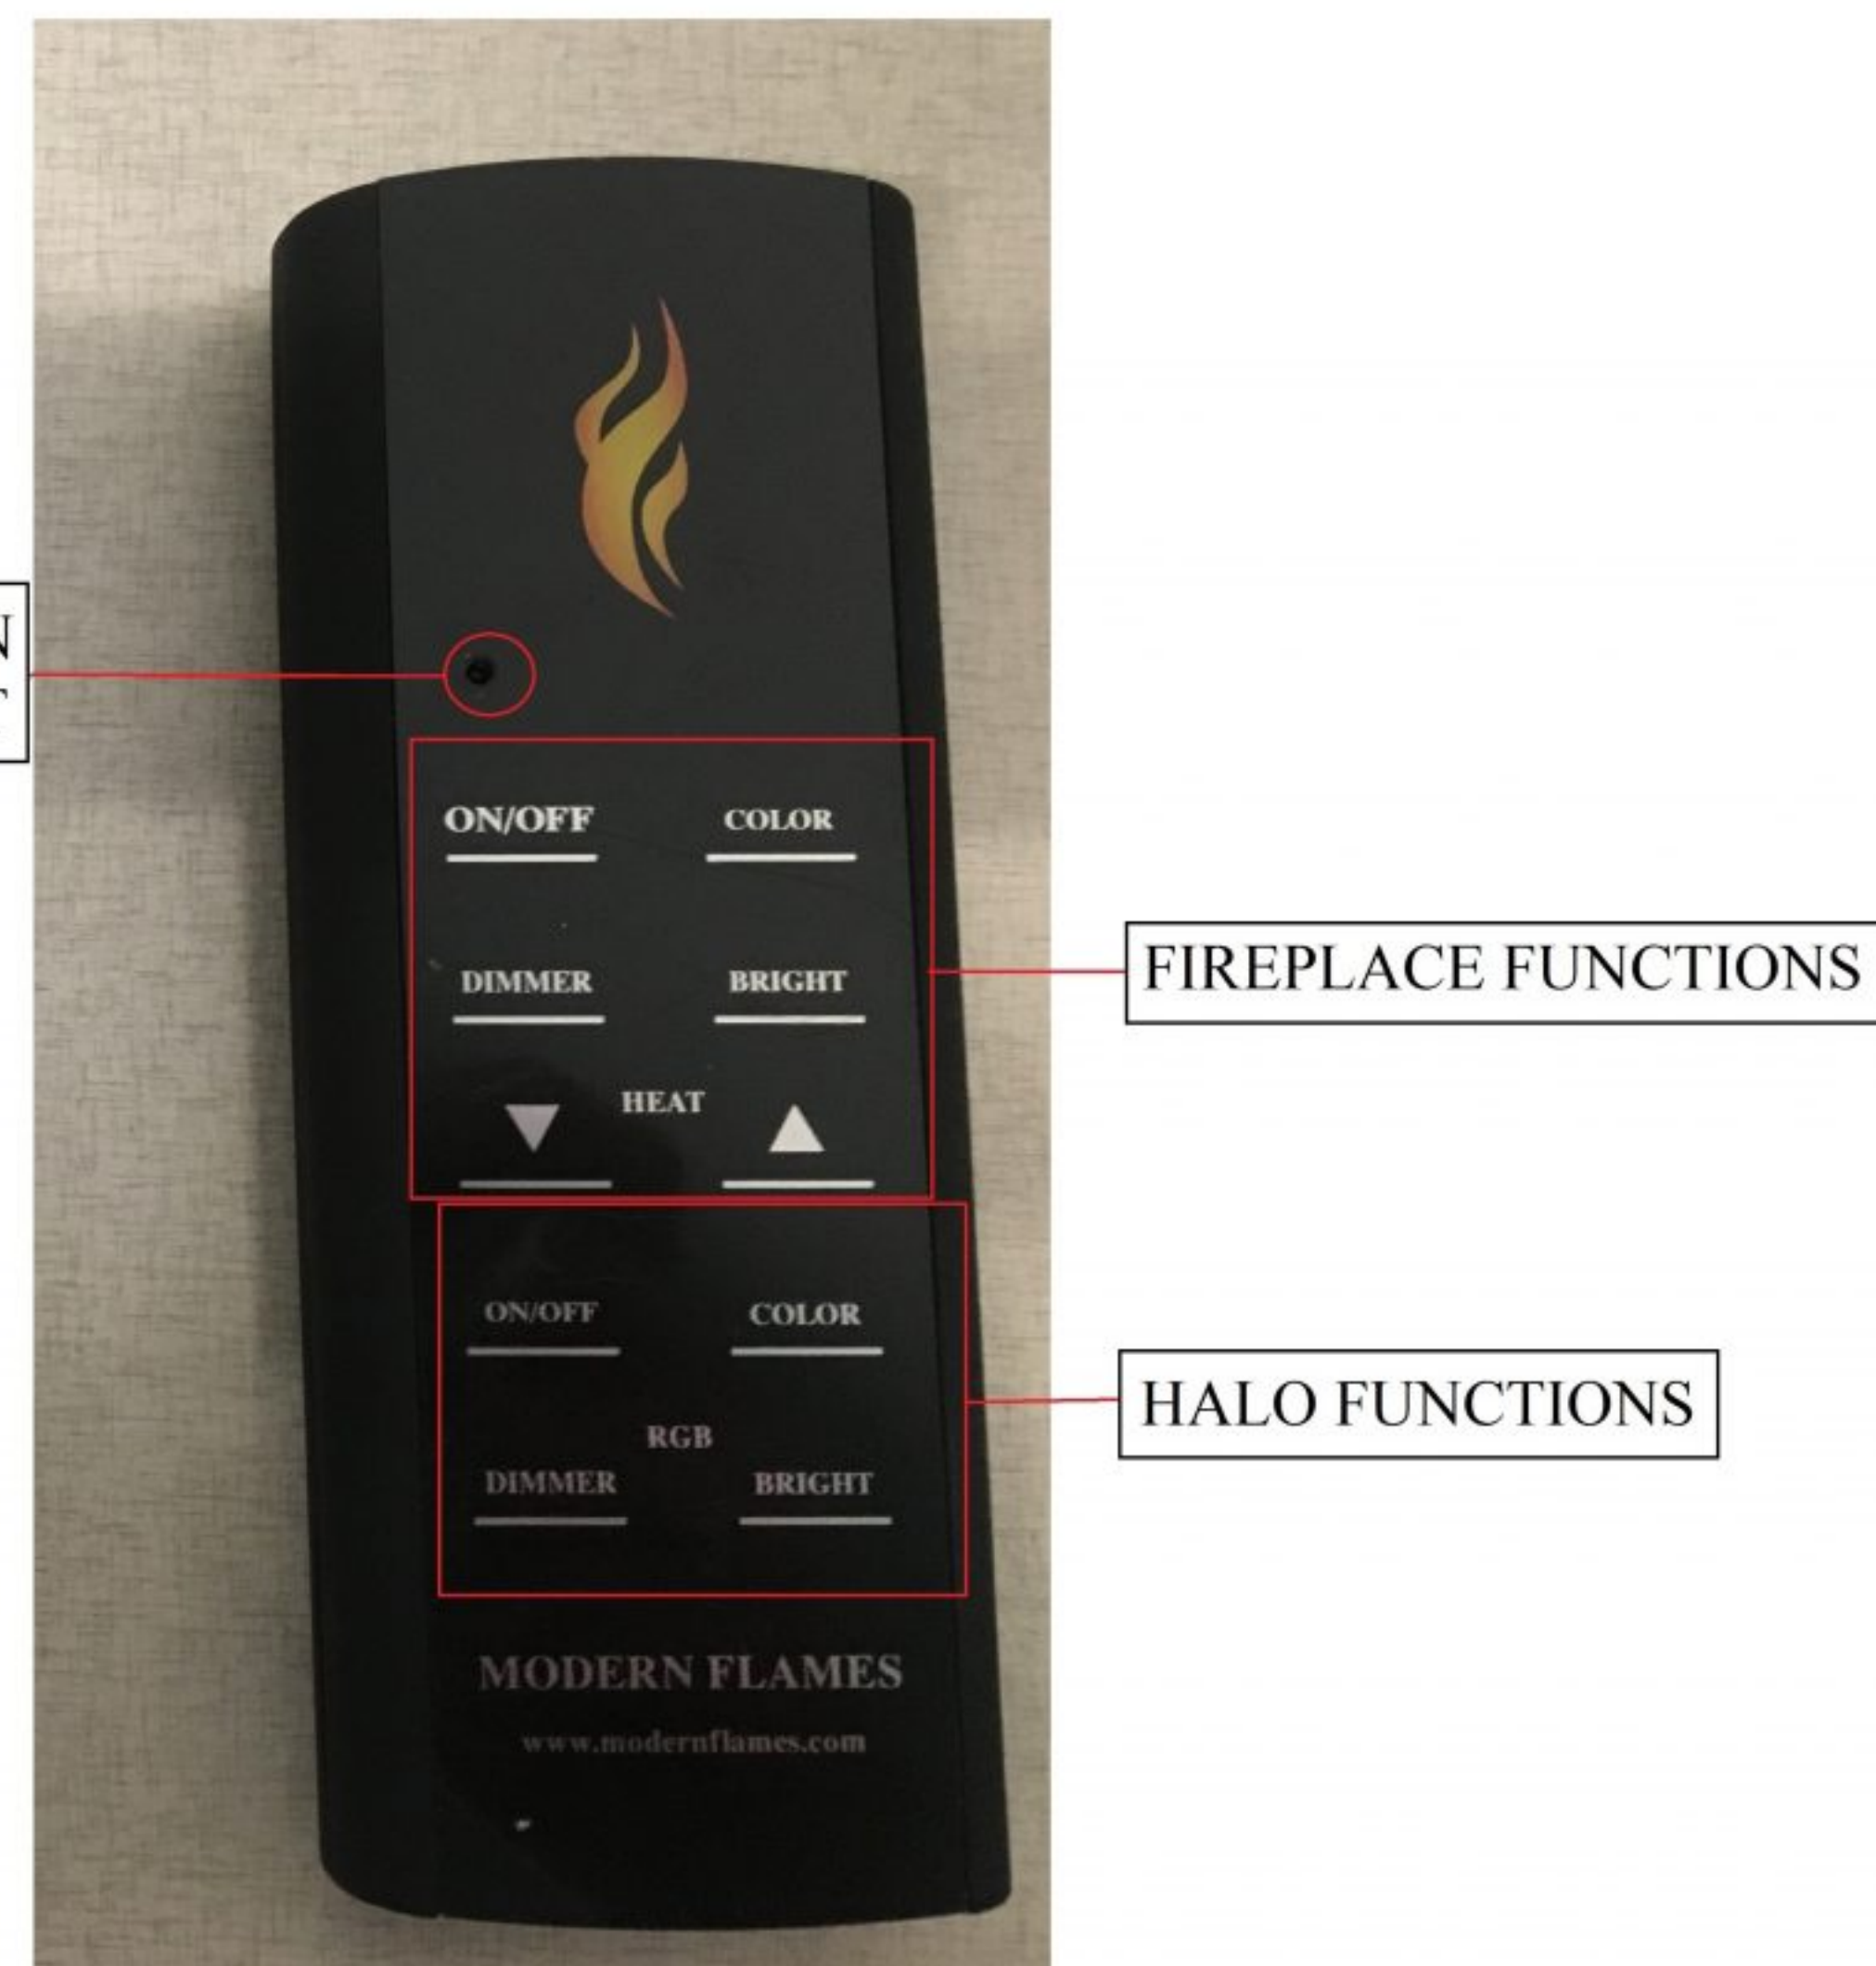 ON/OFF COLOR
FIREPLACE FUNCTIONS
DIMMER BRIGHT
HEAT
ON/OFF COLOR
HALO FUNCTIONS
RGB
DIMMER BRIGHT
MODERN FLAMES
www.modernflames.com